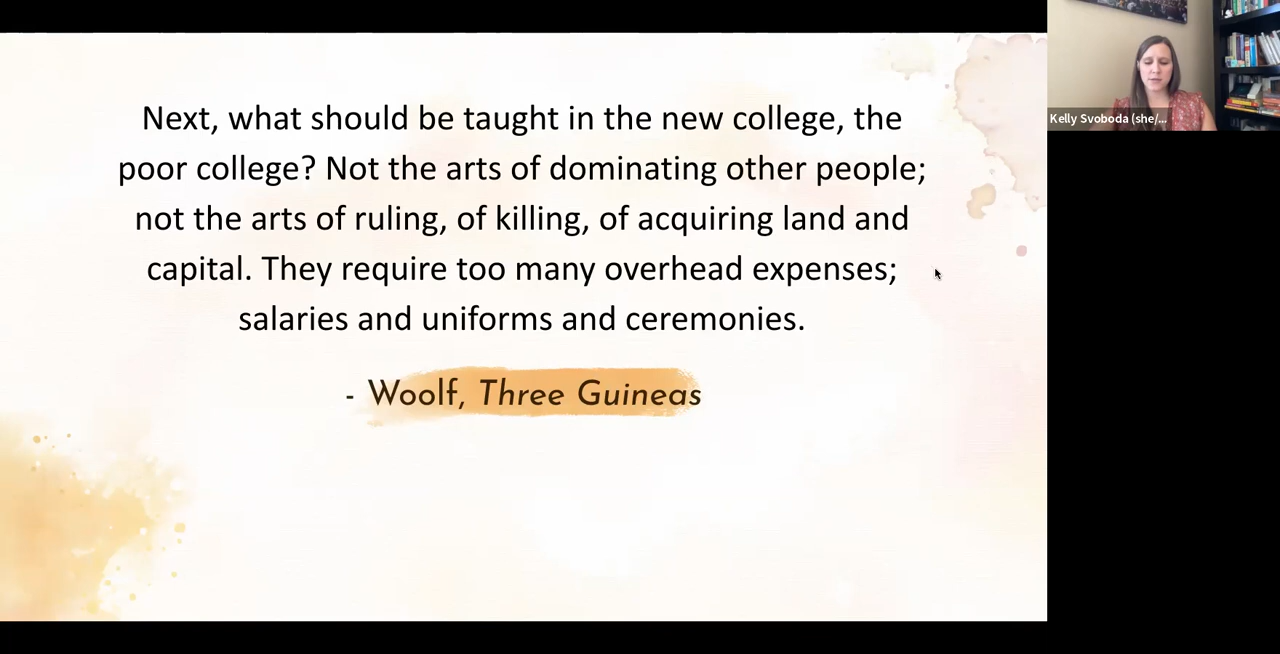 Next, what should be taught in the new college, the
poor college? Not the arts of dominating other people;
not the arts of ruling, of killing, of acquiring land and
capital. They require too many overhead expenses;
salaries and uniforms and ceremonies.
- Woolf, Three Guineas
Kelly Svoboda (she/...